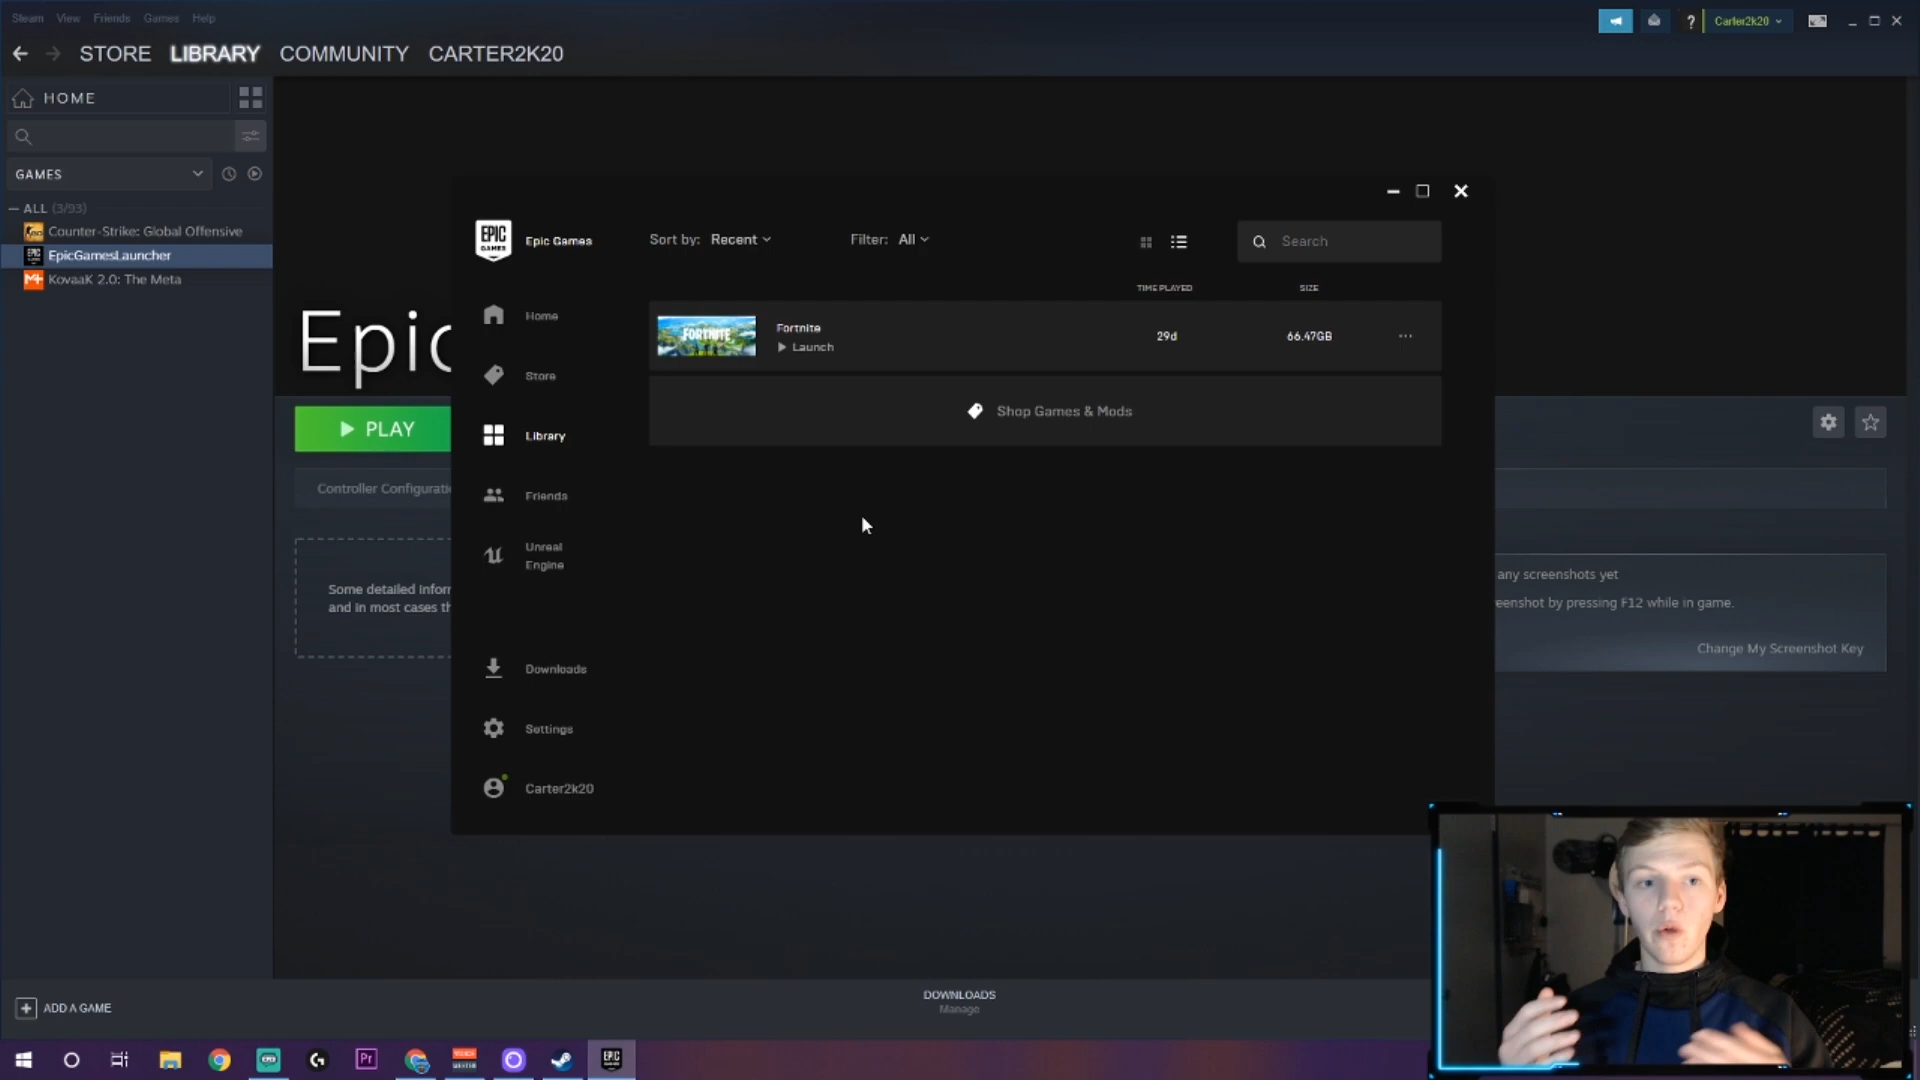 Steam View Friends Games Help
Carter2k20
STORE LIBRARY COMMUNITY CARTER2K20
HOME
GAMES
ALL (3/93)
Counter-Strike: Global Offensive
EpicGamesLauncher
KovaaK 2.0: The Meta
Epic
PLAY
Controller Configurati
Some detailed inforr
and in most cases th
EPIC GAMES
Epic Games
Sort by: Recent
Filter: All
Search
TIME PLAYED
SIZE
Home
FORTNITE
Fortnite
Launch
29d
66.47GB
Store
Shop Games & Mods
Library
Friends
Unreal
Engine
Downloads
Settings
Carter2k20
any screenshots yet
eenshot by pressing F12 while in game.
Change My Screenshot Key
ADD A GAME
DOWNLOADS
Manage
Pr
EPIC